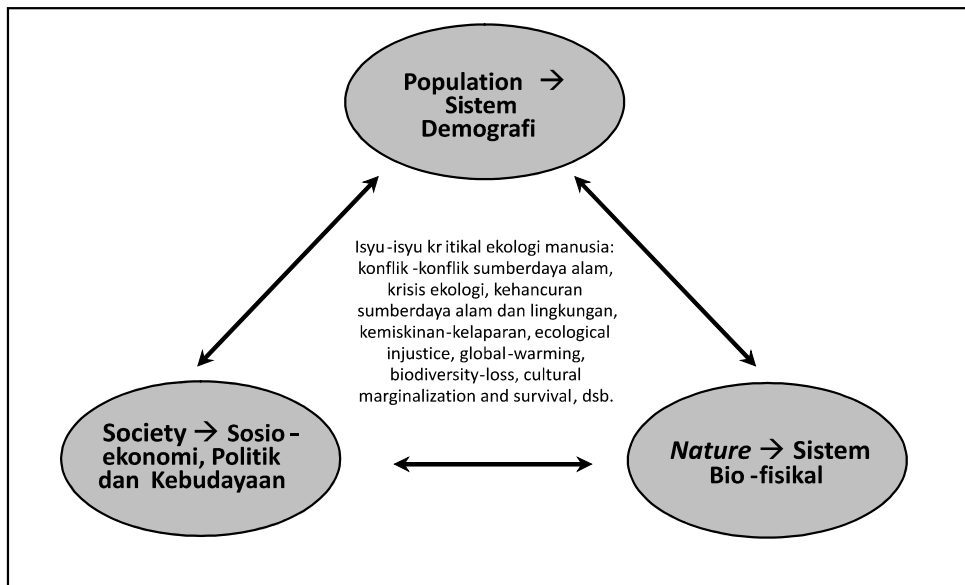 Population →
Sistem
Demografi
Isyu-isyu kritikal ekologi manusia:
konflik-konflik sumberdaya alam,
krisis ekologi, kehancuran
sumberdaya alam dan lingkungan,
kemiskinan-kelaparan, ecological
injustice, global-warming,
biodiversity-loss, cultural
marginalization and survival, dsb.
Society → Sosio-
ekonomi, Politik
dan Kebudayaan
Nature → Sistem
Bio-fisikal